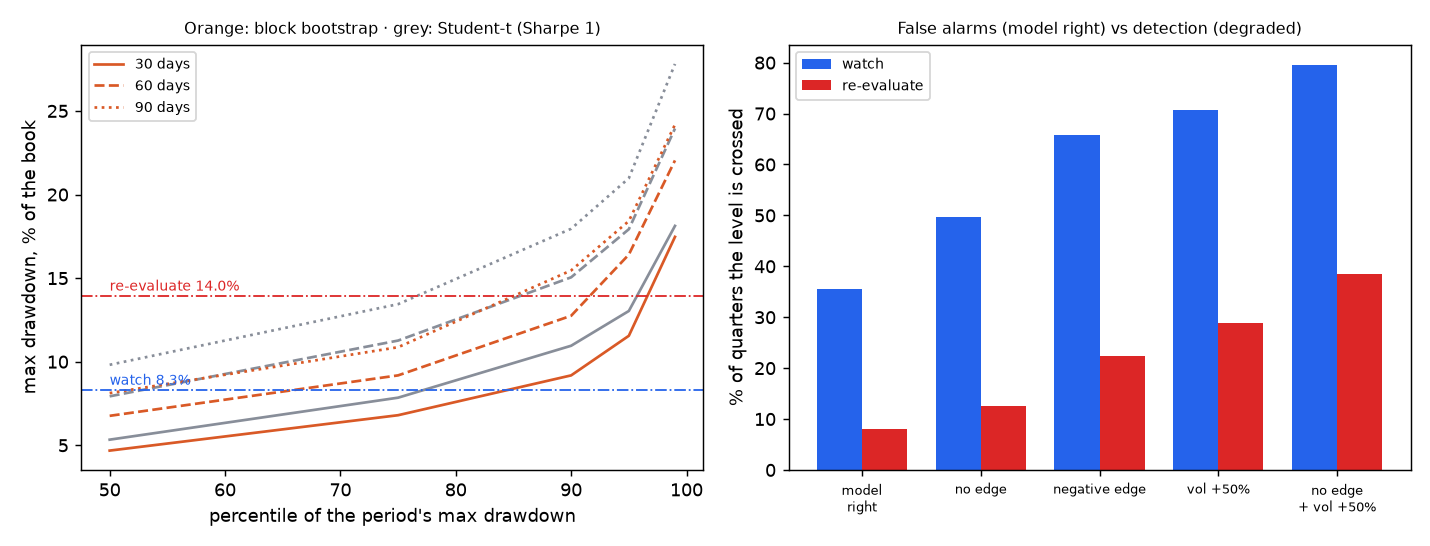 Orange: block bootstrap · grey: Student-t (Sharpe 1)
30 days
60 days
90 days
max drawdown, % of the book
25
20
15
10
5
re-evaluate 14.0%
watch 8.3%
50
60
70
80
90
100
percentile of the period's max drawdown
False alarms (model right) vs detection (degraded)
watch
re-evaluate
% of quarters the level is crossed
80
70
60
50
40
30
20
10
0
model
right
no edge
negative edge
vol +50%
no edge
+ vol +50%